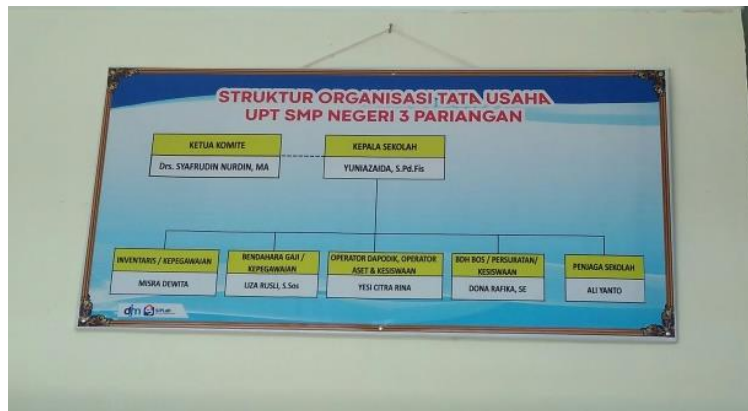 STRUKTUR ORGANISASI TATA USAHA
UPT SMP NEGERI 3 PARIANGAN
KETUA KOMITE
Drs. SYAFRUDIN NURDIN, MA
KEPALA SEKOLAH
YUNIAZAIDA, S.Pd.Fis
INVENTARIS / KEPEGAWAIAN
MISRA DEWITA
BENDAHARA GAJI /
KEPEGAWAIAN
LIZA RUSLI, S.Sos
OPERATOR DAPODIK, OPERATOR
ASET & KESISWAAN
YESI CITRA RINA
BOH BOS / PERSURATAN/
KESISWAAN
DONA RAFIKA, SE
PENJAGA SEKOLAH
ALI YANTO
dfm